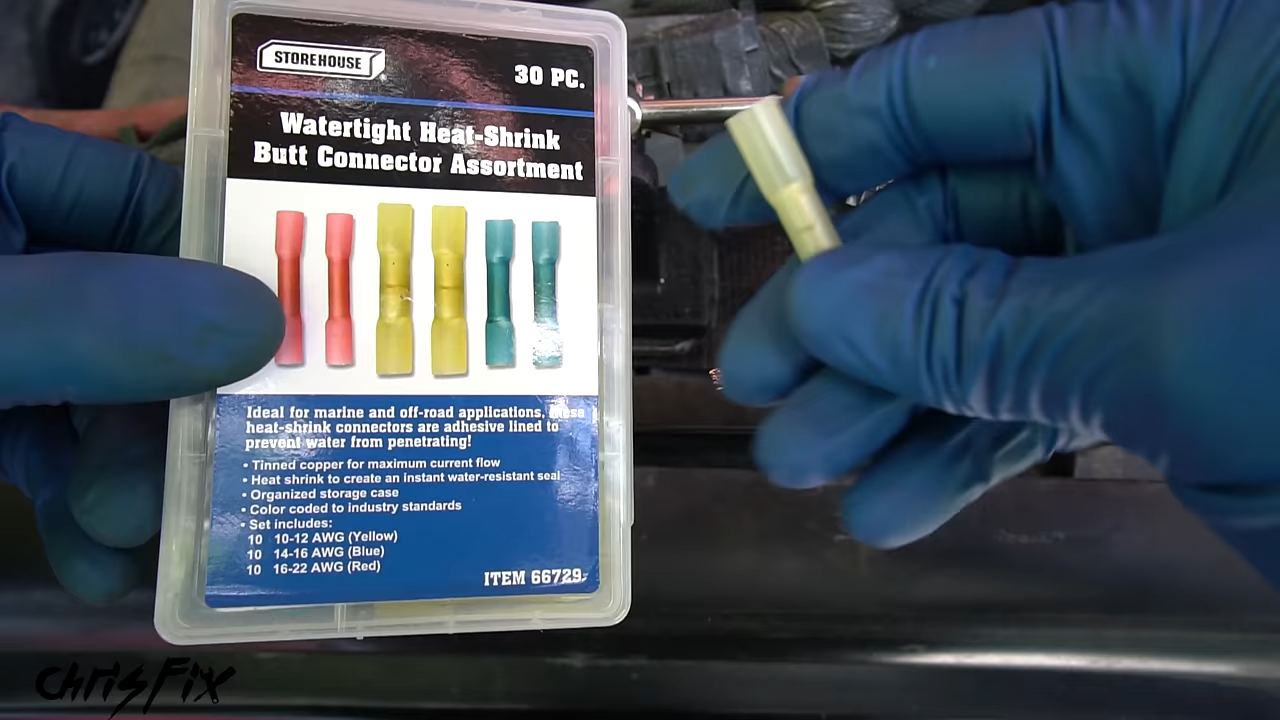 STOREHOUSE
30 PC.
Watertight Heat-Shrink
Butt Connector Assortment
Ideal for marine and off-road applications, these
heat-shrink connectors are adhesive lined to
prevent water from penetrating!
• Tinned copper for maximum current flow
• Heat shrink to create an instant water-resistant seal
• Organized storage case
• Color coded to industry standards
• Set includes:
10 10-12 AWG (Yellow)
10 14-16 AWG (Blue)
10 16-22 AWG (Red)
ITEM 66729
ChrisFix